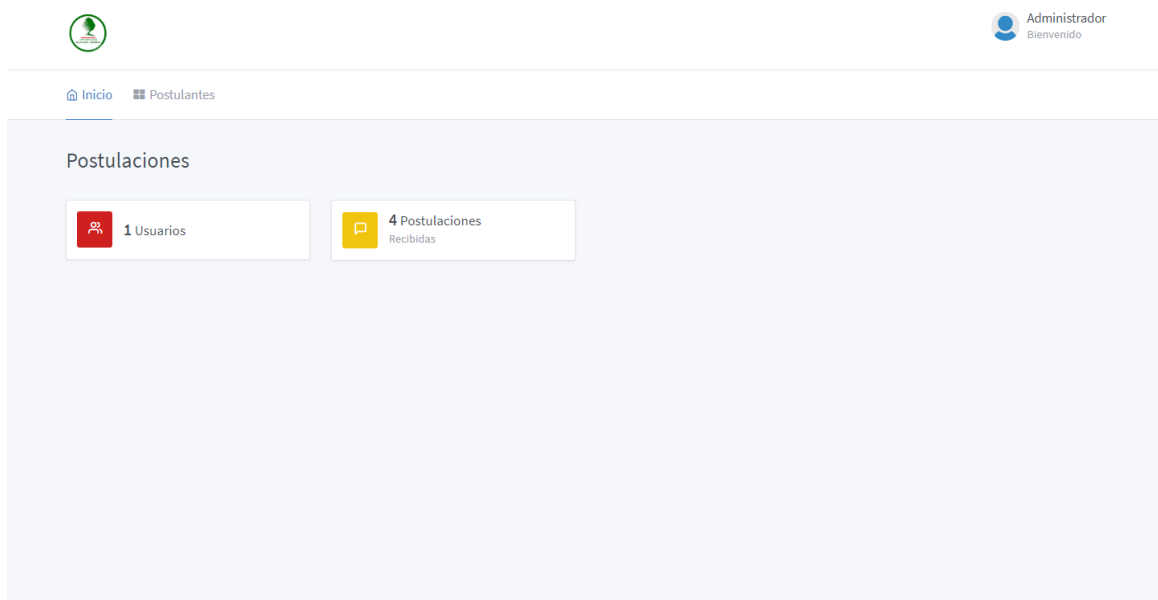 Administrador
Bienvenido
Inicio
Postulantes
Postulaciones
1 Usuarios
4 Postulaciones
Recibidas